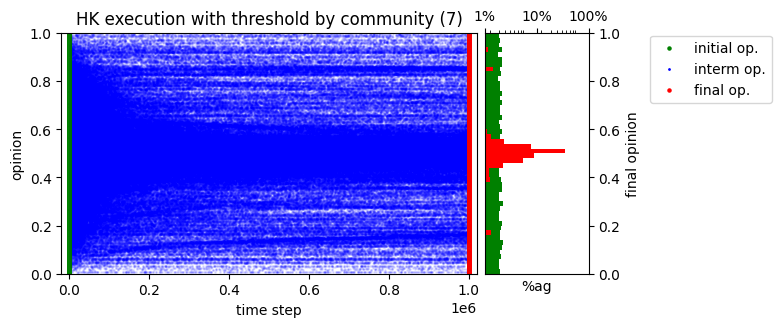 HK execution with threshold by community (7)
1% 10% 100%
1.0 1.0
0.8 0.8
0.6 0.6
0.4 0.4
0.2 0.2
0.0 0.0
opinion
final opinion
0.0 0.2 0.4 0.6 0.8 1.0
1e6
time step
%ag
initial op.
interm op.
final op.